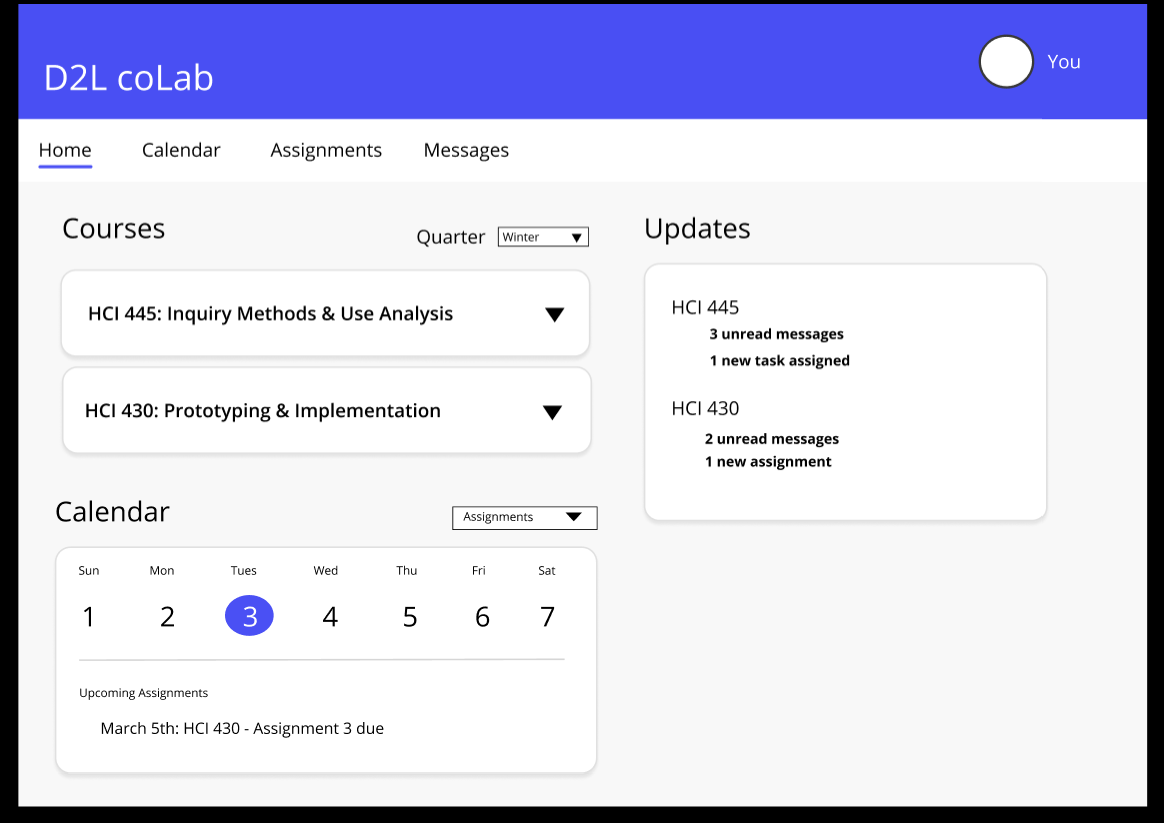 D2L coLab
You
Home Calendar Assignments Messages
Courses
Quarter Winter
HCI 445: Inquiry Methods & Use Analysis
HCI 430: Prototyping & Implementation
Calendar
Assignments
Sun Mon Tues Wed Thu Fri Sat
1 2 3 4 5 6 7
Upcoming Assignments
March 5th: HCI 430 - Assignment 3 due
Updates
HCI 445
3 unread messages
1 new task assigned
HCI 430
2 unread messages
1 new assignment